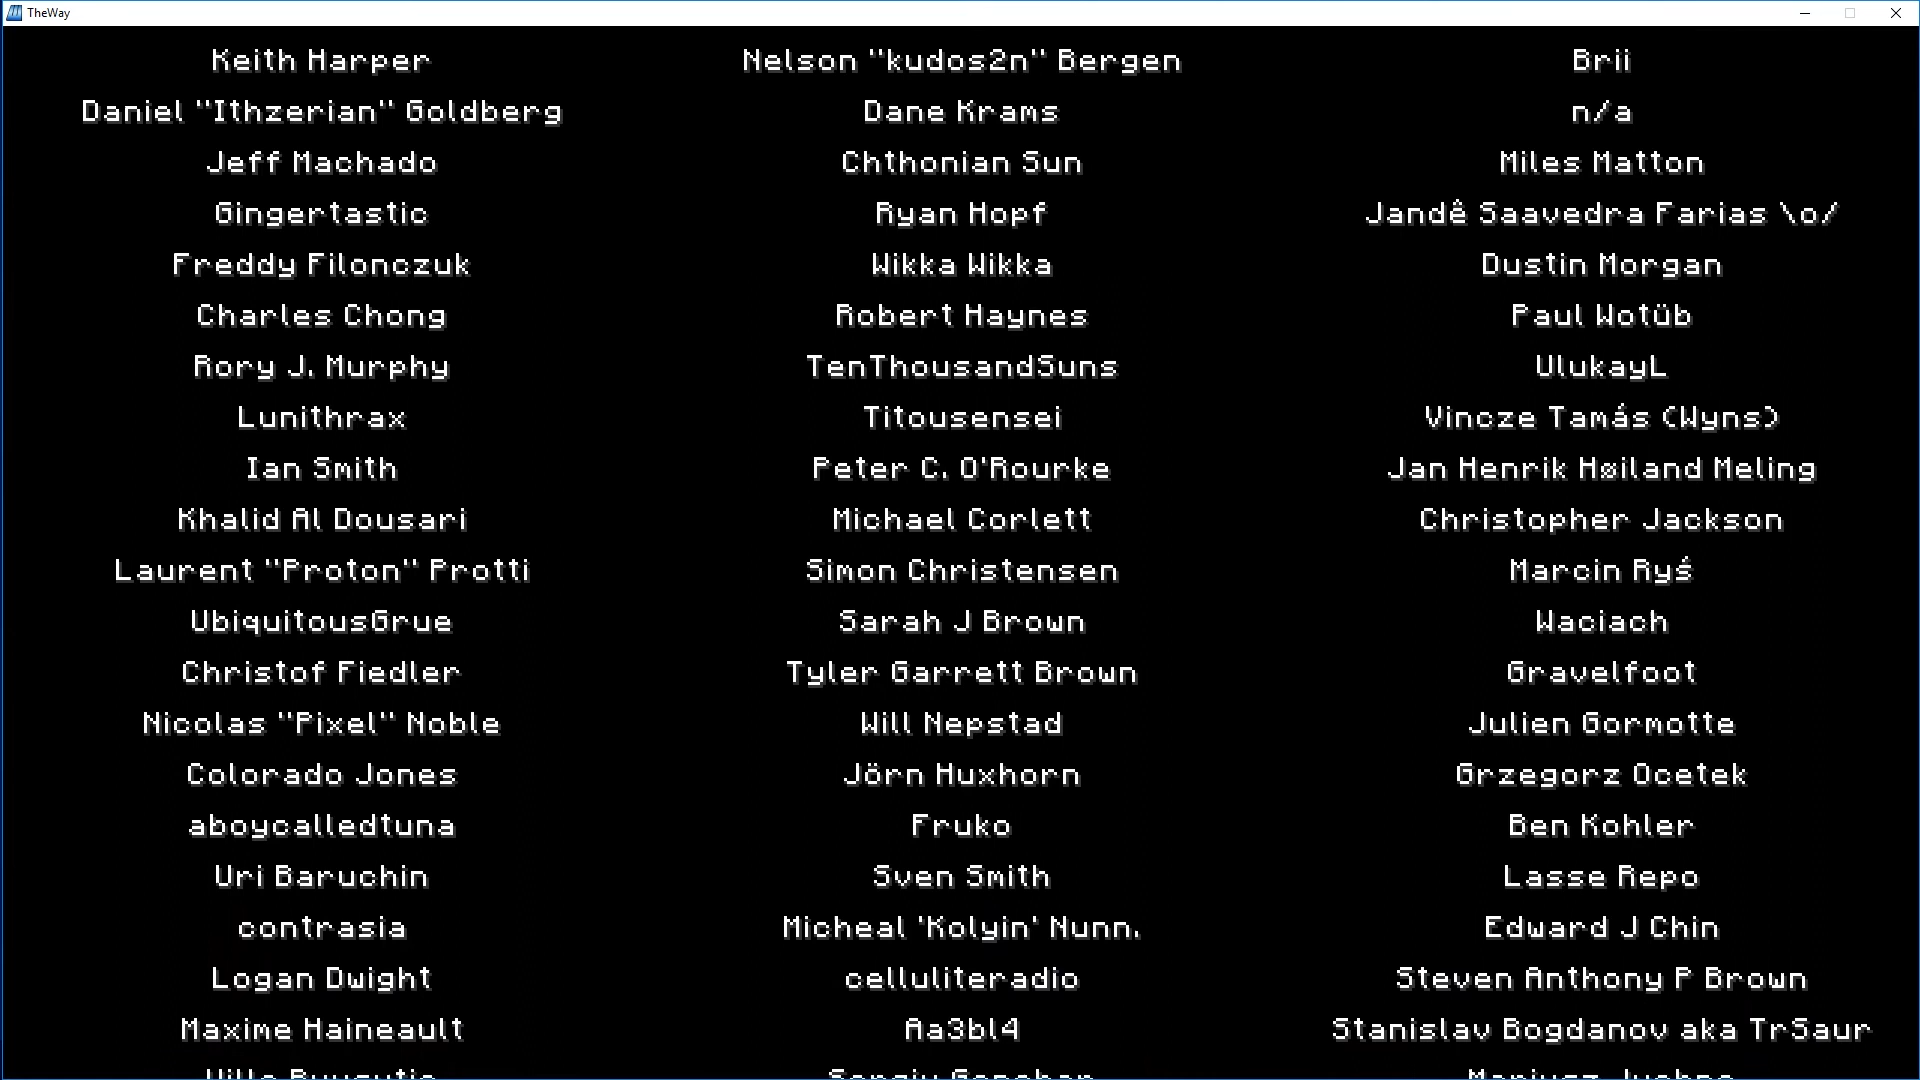 TheWay
Keith Harper Nelson "kudos2n" Bergen Brii
Daniel "Ithzerian" Goldberg Dane Krams n/a
Jeff Machado Chthonian Sun Miles Matton
Gingertastic Ryan Hopf Jandê Saavedra Farias \o/
Freddy Filonczuk Wikka Wikka Dustin Morgan
Charles Chong Robert Haynes Paul Wotüb
Rory J. Murphy TenThousandSuns UlukayL
Lunithrax Titousensei Vincze Tamás (Wyns)
Ian Smith Peter C. O'Rourke Jan Henrik Høiland Meling
Khalid Al Dousari Michael Corlett Christopher Jackson
Laurent "Proton" Protti Simon Christensen Marcin Ryś
UbiquitousGrue Sarah J Brown Waciach
Christof Fiedler Tyler Garrett Brown Gravelfoot
Nicolas "Pixel" Noble Will Nepstad Julien Gormotte
Colorado Jones Jörn Huxhorn Grzegorz Ocetek
aboycalledtuna Fruko Ben Kohler
Uri Baruchin Sven Smith Lasse Repo
contrasia Micheal 'Kolyin' Nunn. Edward J Chin
Logan Dwight celluliteradio Steven Anthony P Brown
Maxime Haineault Aa3bl4 Stanislav Bogdanov aka TrSaur